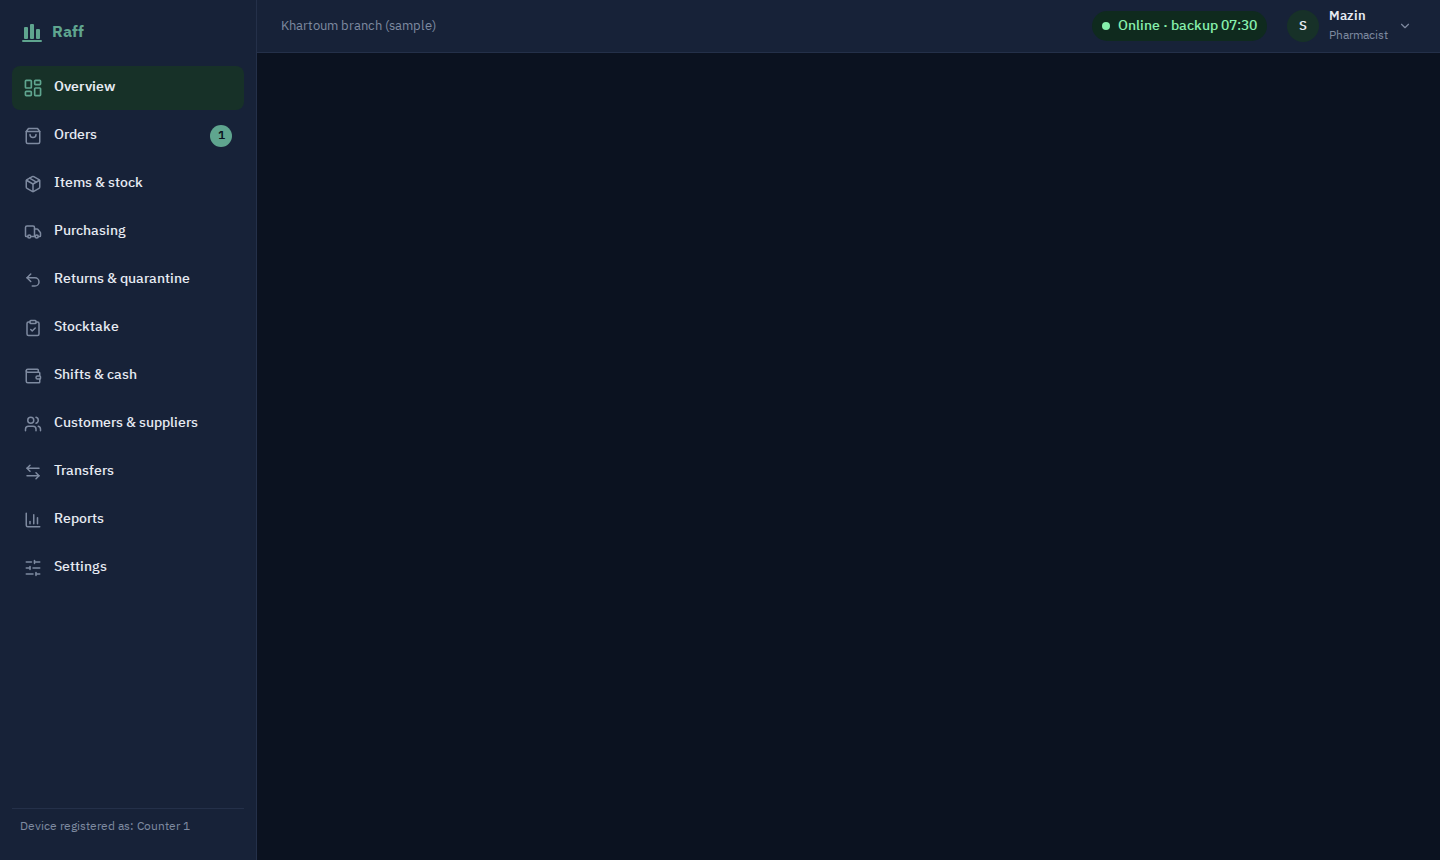 Raff
Khartoum branch (sample)
Online · backup 07:30
S
Mazin
Pharmacist
Overview
Orders
1
Items & stock
Purchasing
Returns & quarantine
Stocktake
Shifts & cash
Customers & suppliers
Transfers
Reports
Settings
Device registered as: Counter 1